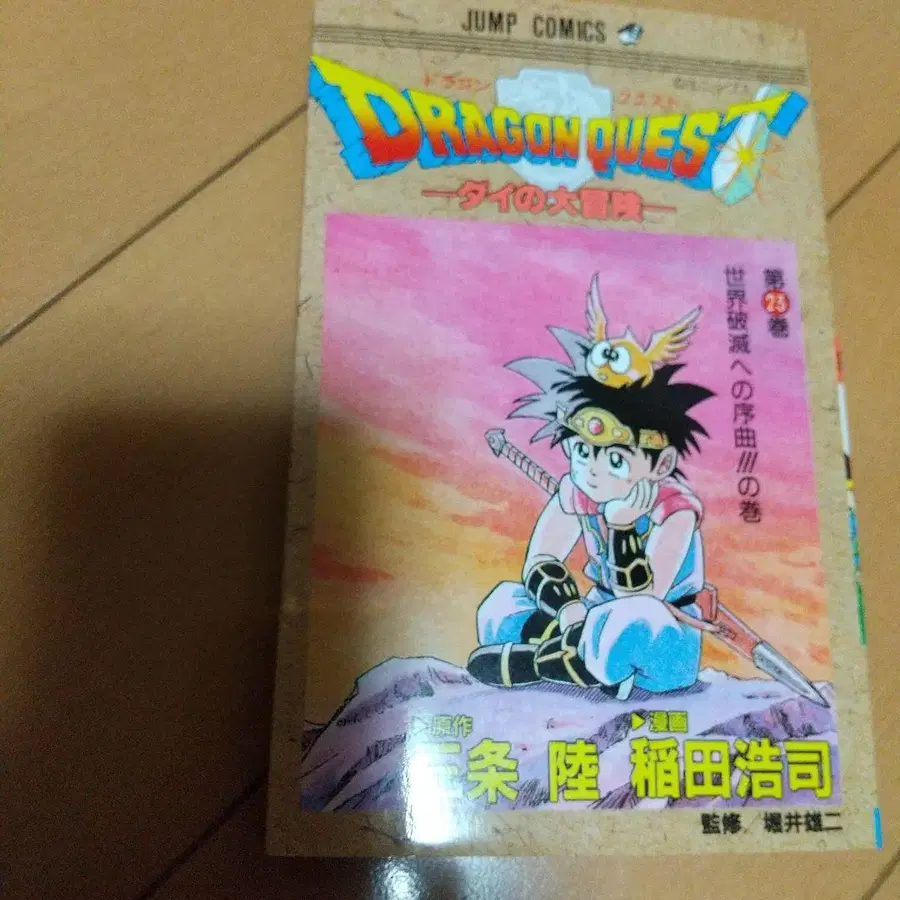 JUMP COMICS
ドラゴン クエスト
DRAGON QUEST
ーダイの大冒険ー
第23巻
世界破滅への序曲!!!の巻
▶原作
三条 陸
▶漫画
稲田浩司
監修/堀井雄二